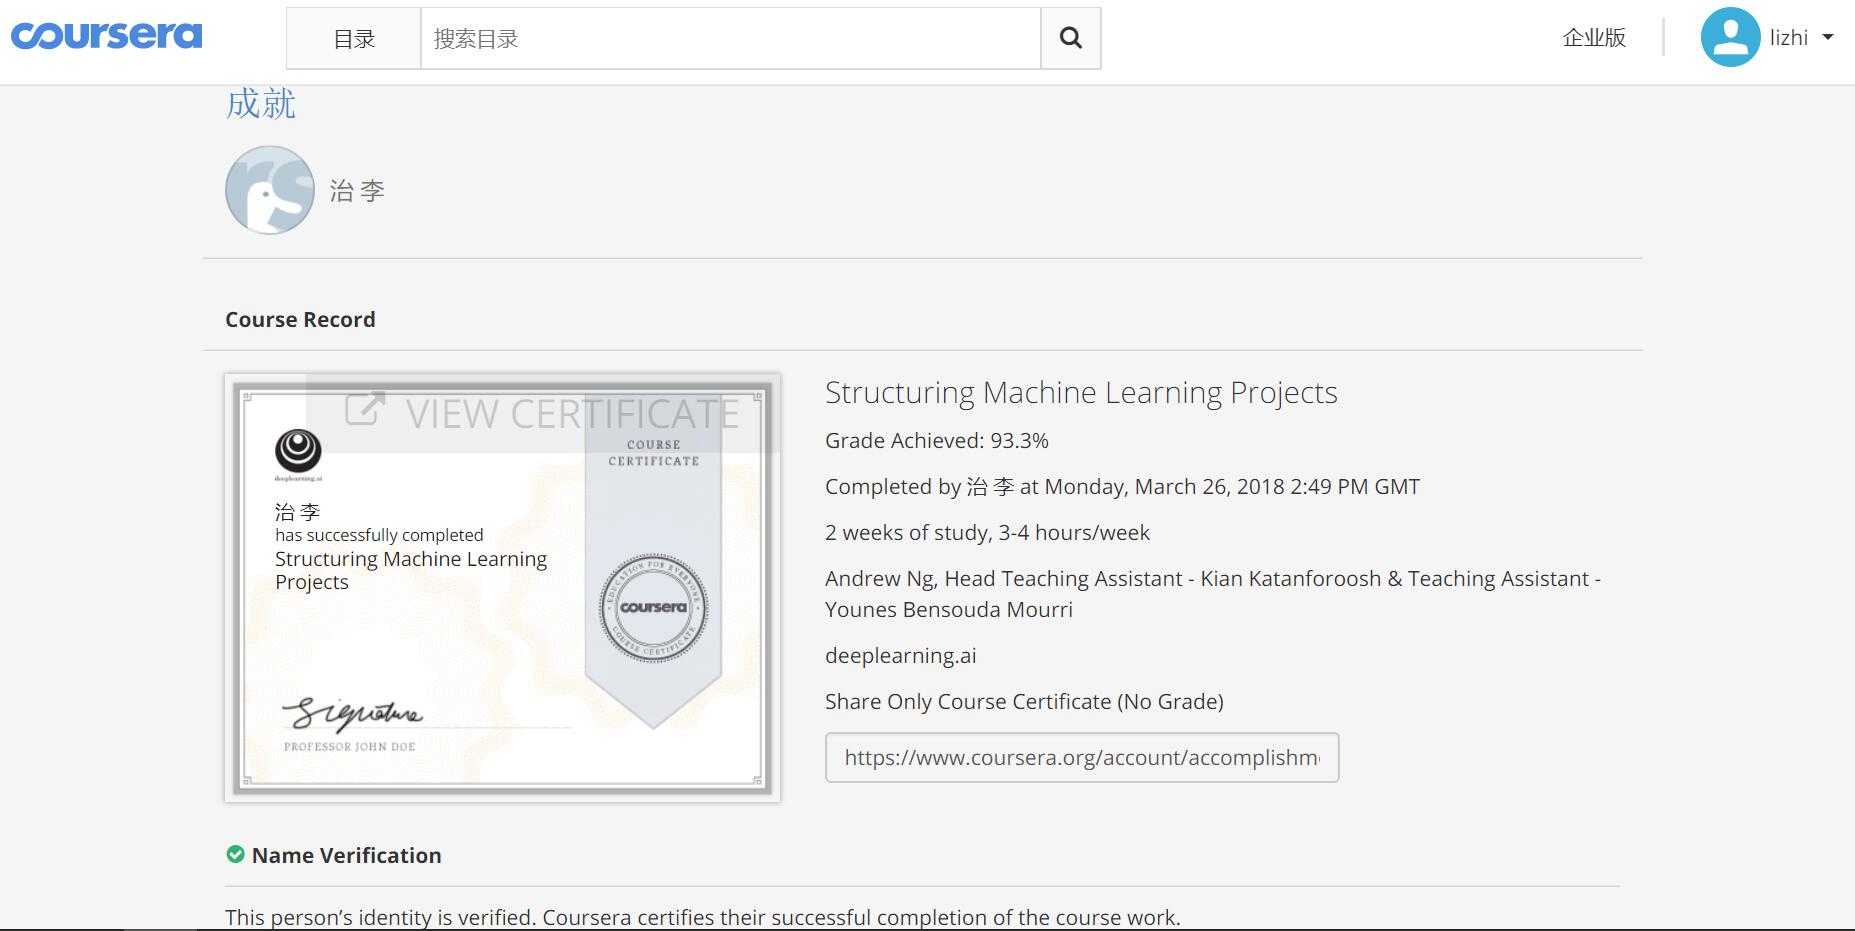 coursera
目录
搜索目录
企业版
lizhi
成就
治 李
Course Record
VIEW CERTIFICATE
deeplearning.ai
治 李
has successfully completed
Structuring Machine Learning
Projects
COURSE
CERTIFICATE
EDUCATION FOR EVERYONE
coursera
COURSE CERTIFICATE
Signature
PROFESSOR JOHN DOE
Structuring Machine Learning Projects
Grade Achieved: 93.3%
Completed by 治 李 at Monday, March 26, 2018 2:49 PM GMT
2 weeks of study, 3-4 hours/week
Andrew Ng, Head Teaching Assistant - Kian Katanforoosh & Teaching Assistant -
Younes Bensouda Mourri
deeplearning.ai
Share Only Course Certificate (No Grade)
https://www.coursera.org/account/accomplishm
Name Verification
This person’s identity is verified. Coursera certifies their successful completion of the course work.